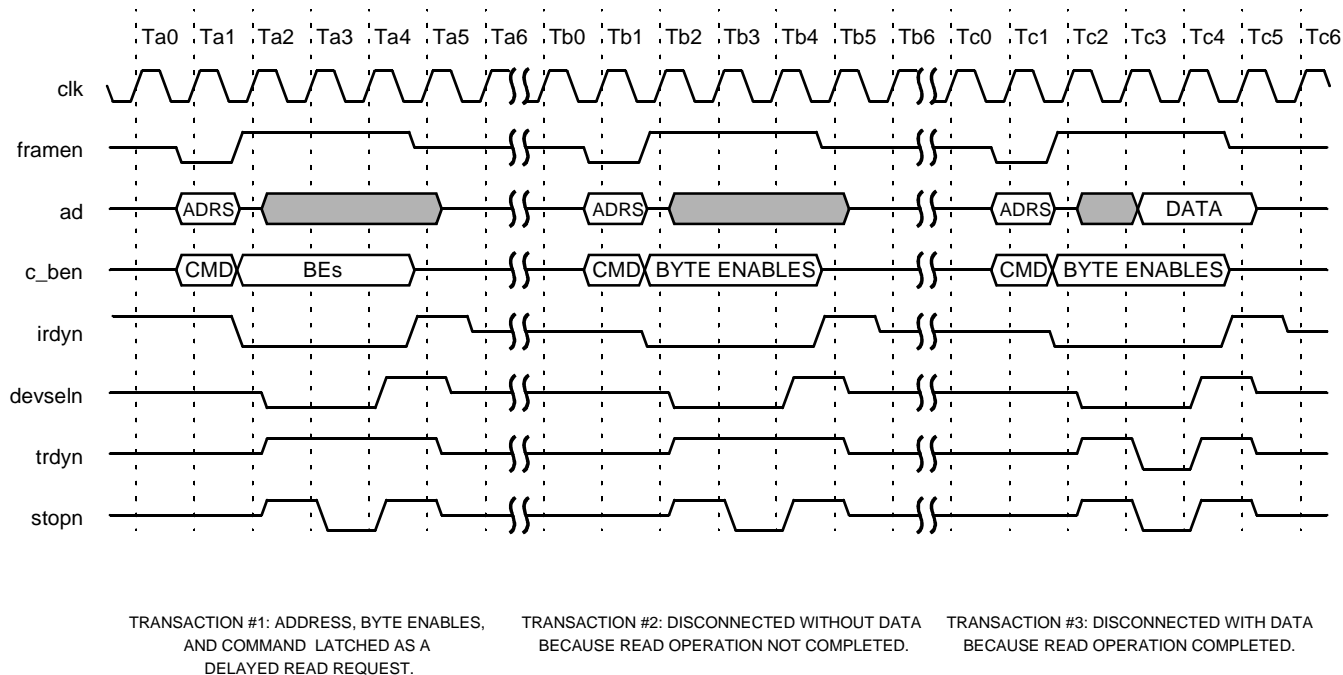 Ta0 Ta1 Ta2 Ta3 Ta4 Ta5 Ta6 Tb0 Tb1 Tb2 Tb3 Tb4 Tb5 Tb6 Tc0 Tc1 Tc2 Tc3 Tc4 Tc5 Tc6
clk
framen
ad ADRS ADRS ADRS DATA
c_ben CMD BEs CMD BYTE ENABLES CMD BYTE ENABLES
irdyn
devseln
trdyn
stopn
TRANSACTION #1: ADDRESS, BYTE ENABLES,
AND COMMAND LATCHED AS A
DELAYED READ REQUEST.
TRANSACTION #2: DISCONNECTED WITHOUT DATA
BECAUSE READ OPERATION NOT COMPLETED.
TRANSACTION #3: DISCONNECTED WITH DATA
BECAUSE READ OPERATION COMPLETED.